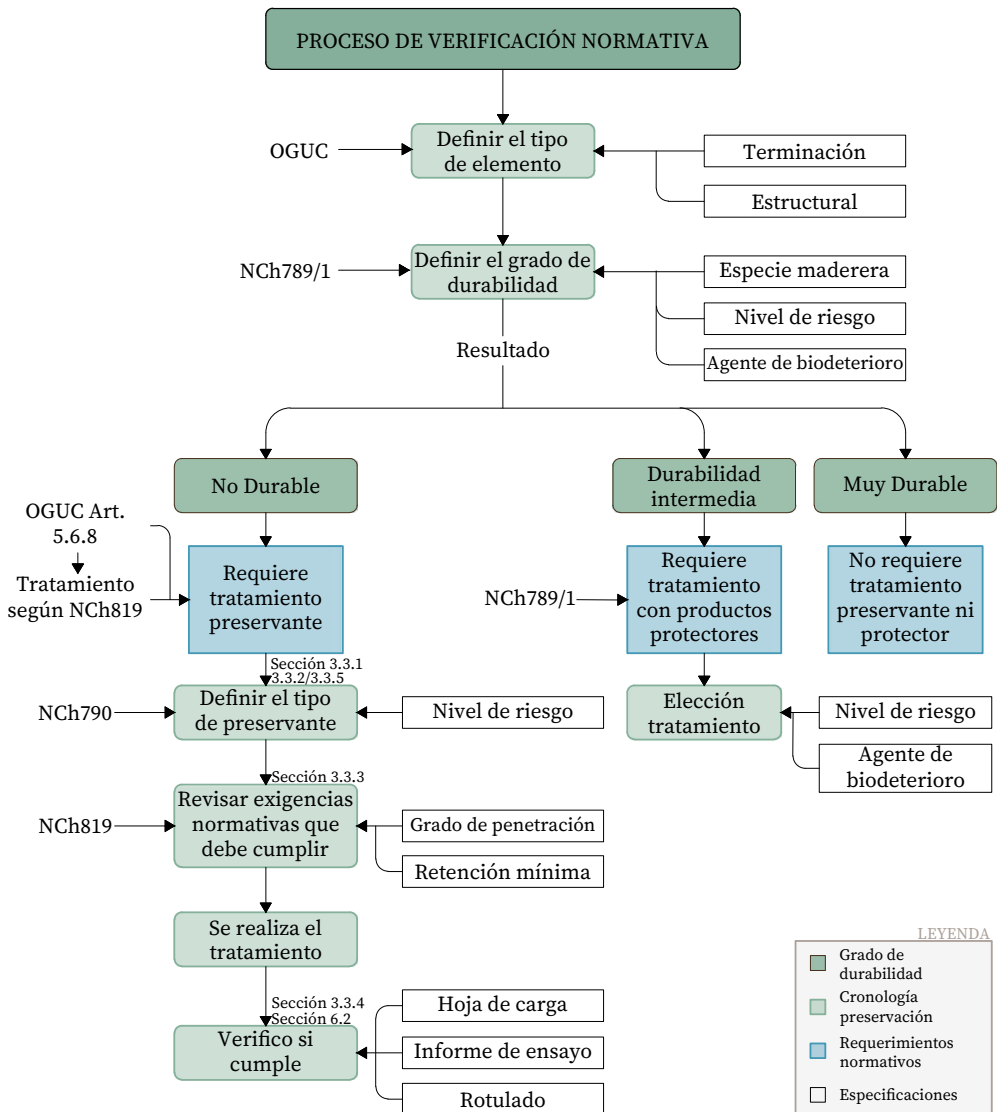 PROCESO DE VERIFICACIÓN NORMATIVA
OGUC
Definir el tipo
de elemento
Terminación
Estructural
NCh789/1
Definir el grado de
durabilidad
Especie maderera
Nivel de riesgo
Agente de biodeterioro
Resultado
No Durable
Durabilidad
intermedia
Muy Durable
OGUC Art.
5.6.8
Tratamiento
según NCh819
Requiere
tratamiento
preservante
NCh789/1
Requiere
tratamiento
con productos
protectores
No requiere
tratamiento
preservante ni
protector
Sección 3.3.1
3.3.2/3.3.5
NCh790
Definir el tipo
de preservante
Nivel de riesgo
Elección
tratamiento
Nivel de riesgo
Agente de
biodeterioro
Sección 3.3.3
NCh819
Revisar exigencias
normativas que
debe cumplir
Grado de penetración
Retención mínima
Se realiza el
tratamiento
Sección 3.3.4
Sección 6.2
Verifico si
cumple
Hoja de carga
Informe de ensayo
Rotulado
LEYENDA
Grado de
durabilidad
Cronología
preservación
Requerimientos
normativos
Especificaciones